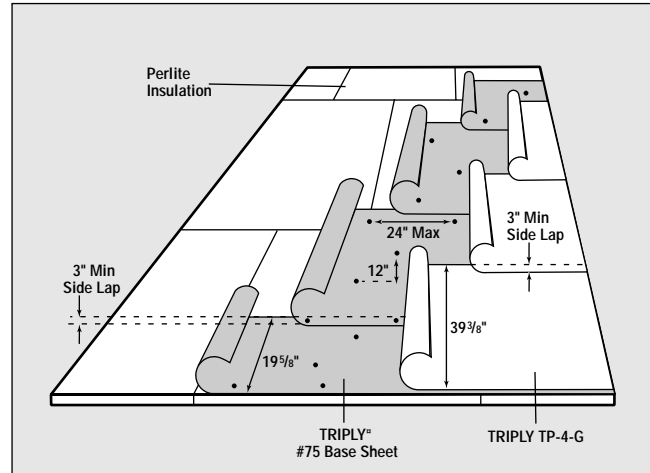 Perlite
Insulation
24" Max
3" Min
Side Lap
12"
3" Min
Side Lap
39 3/8"
19 5/8"
TRIPLY¤
#75 Base Sheet
TRIPLY TP-4-G